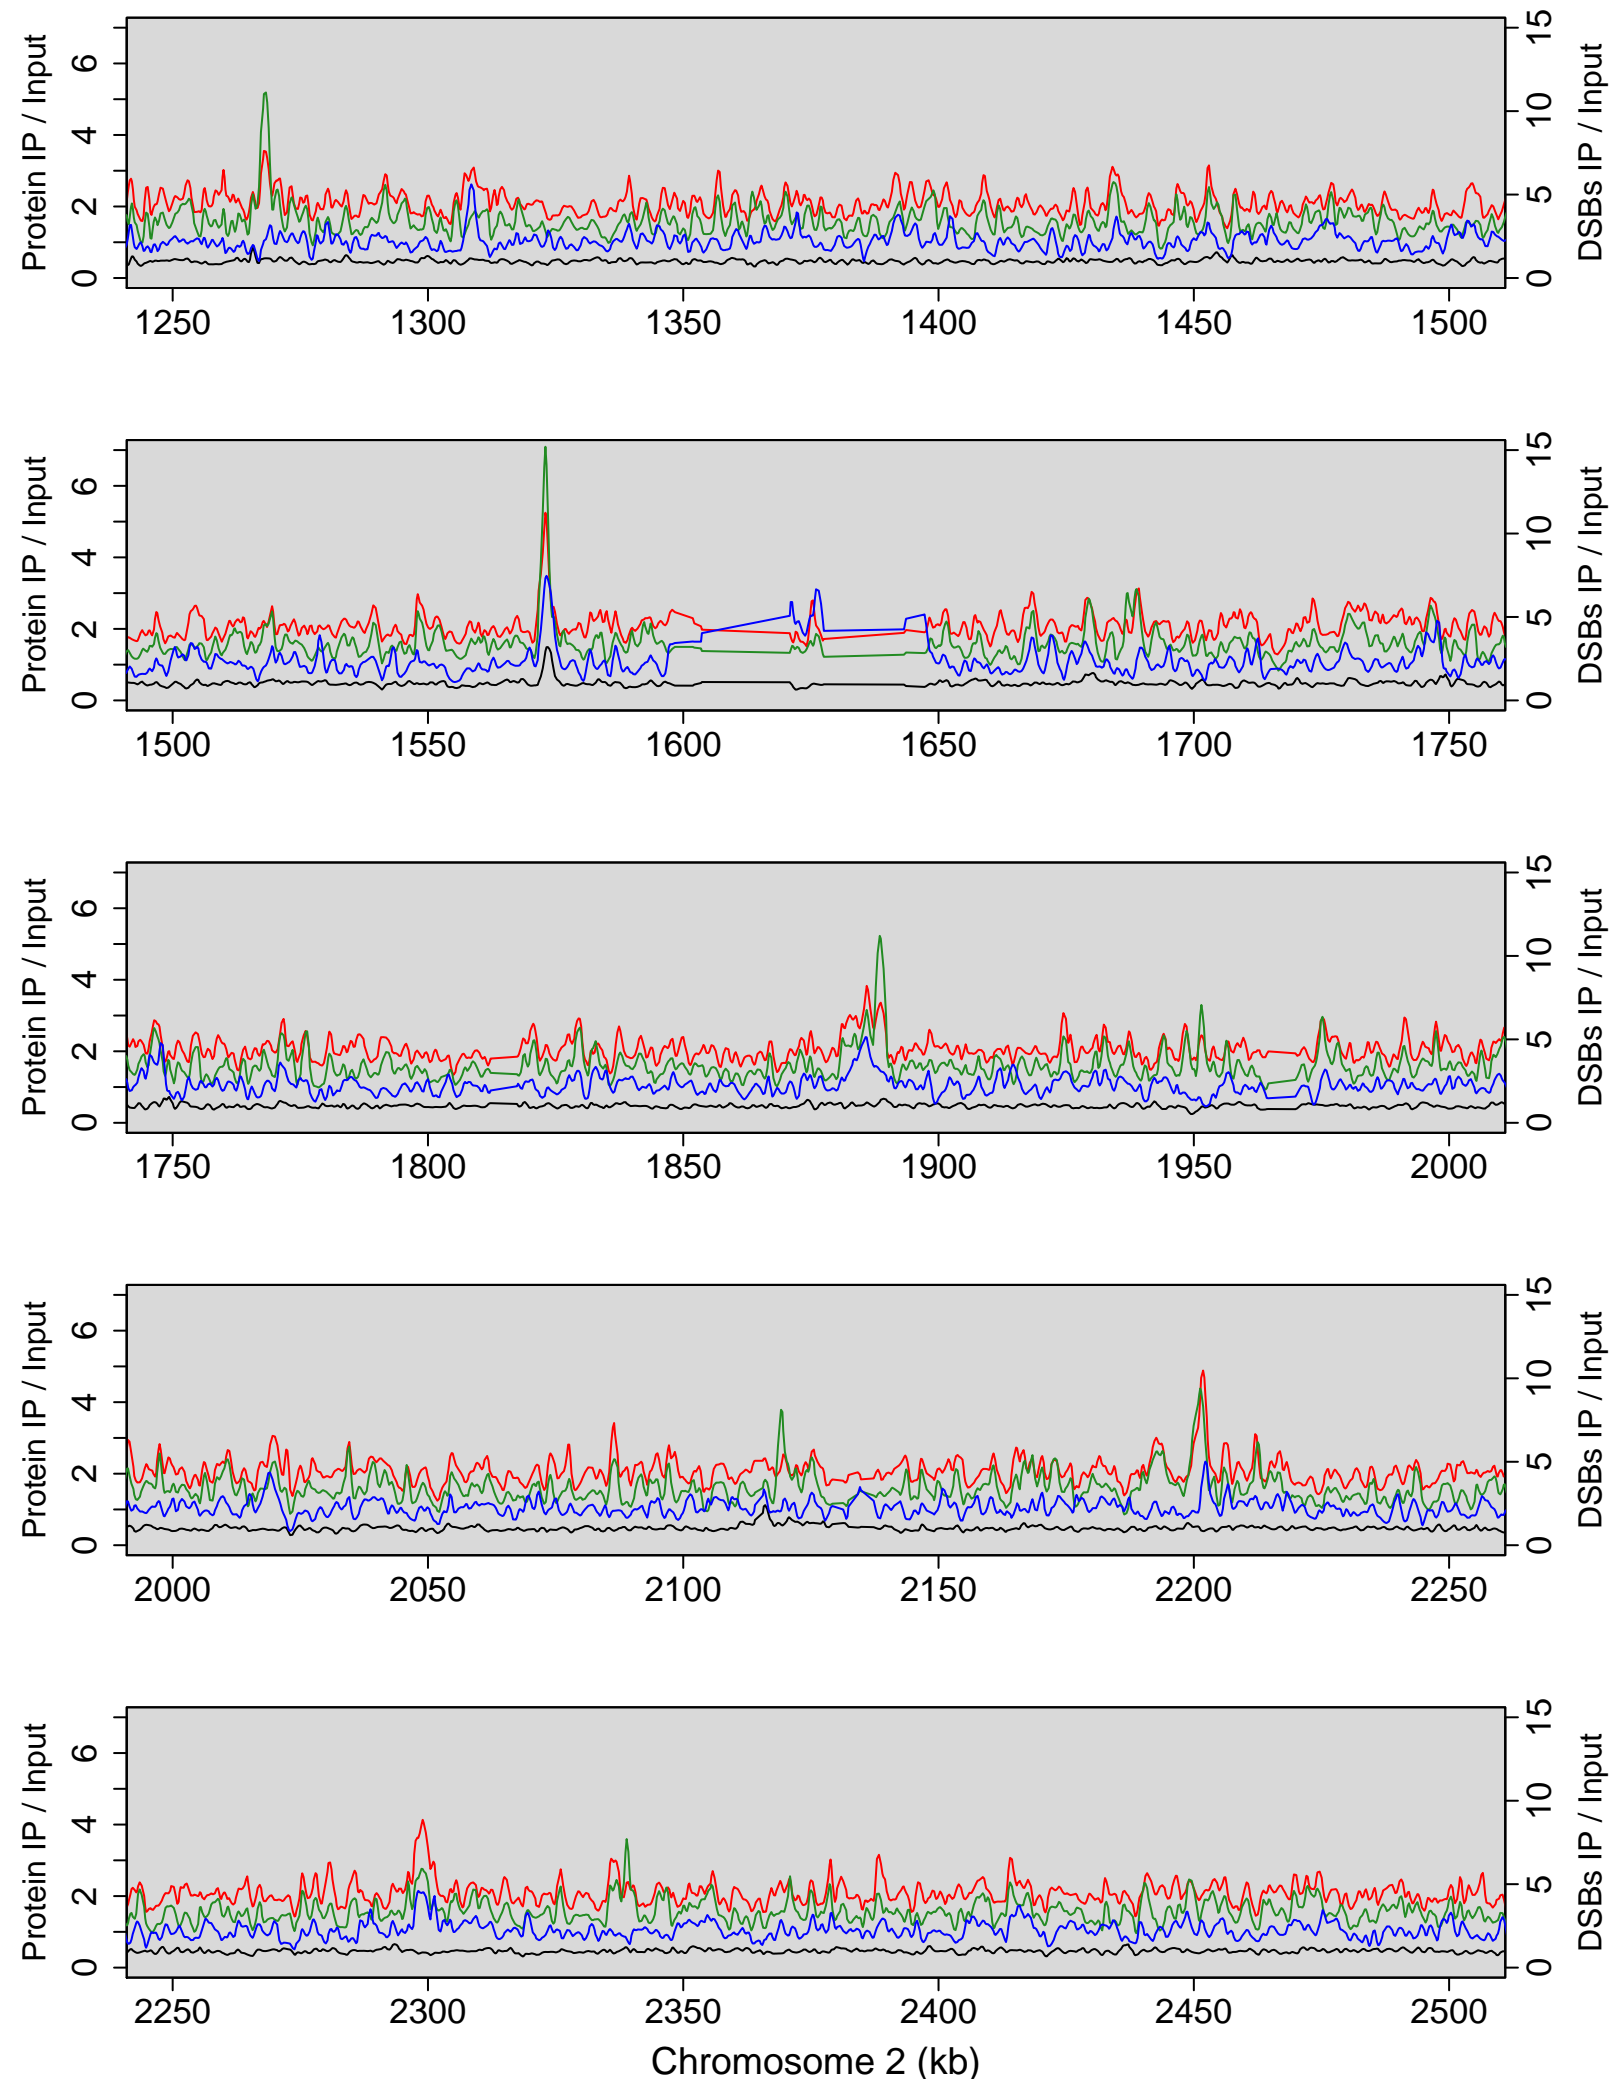 Protein IP / Input
0 2 4 6
0 5 10 15
DSBs IP / Input
1250 1300 1350 1400 1450 1500
Protein IP / Input
0 2 4 6
0 5 10 15
DSBs IP / Input
1500 1550 1600 1650 1700 1750
Protein IP / Input
0 2 4 6
0 5 10 15
DSBs IP / Input
1750 1800 1850 1900 1950 2000
Protein IP / Input
0 2 4 6
0 5 10 15
DSBs IP / Input
2000 2050 2100 2150 2200 2250
Protein IP / Input
0 2 4 6
0 5 10 15
DSBs IP / Input
2250 2300 2350 2400 2450 2500
Chromosome 2 (kb)